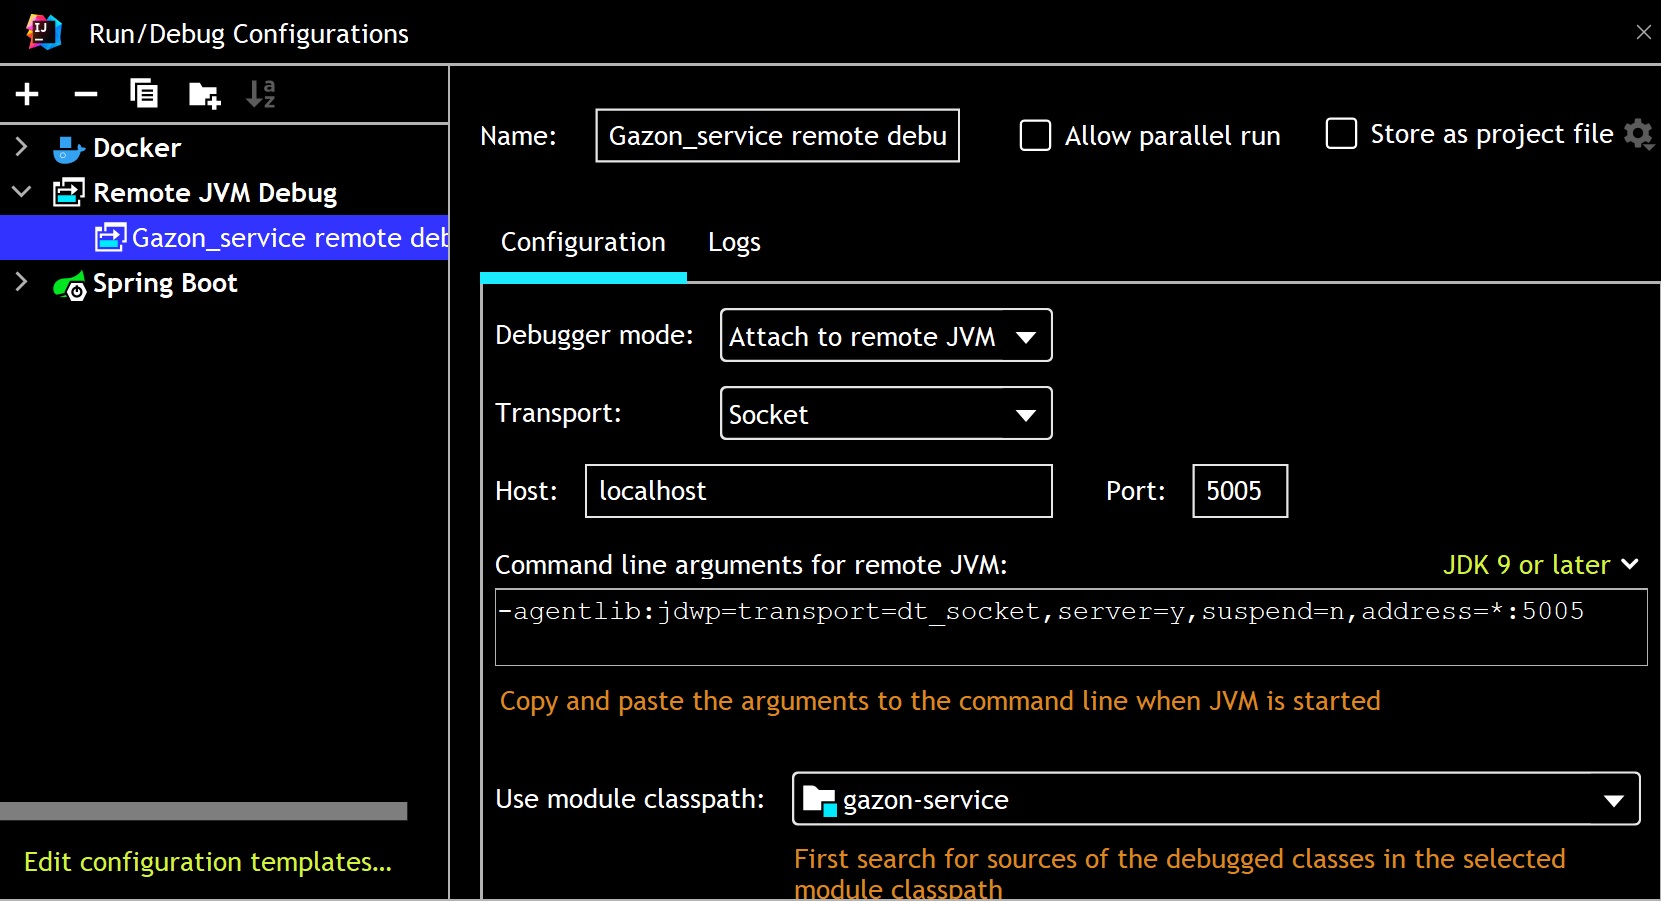 Run/Debug Configurations
Docker
Remote JVM Debug
Gazon_service remote deb
Spring Boot
Edit configuration templates...
Name: Gazon_service remote debu Allow parallel run Store as project file
Configuration Logs
Debugger mode: Attach to remote JVM
Transport: Socket
Host: localhost Port: 5005
Command line arguments for remote JVM: JDK 9 or later
-agentlib:jdwp=transport=dt_socket,server=y,suspend=n,address=*:5005
Copy and paste the arguments to the command line when JVM is started
Use module classpath: gazon-service
First search for sources of the debugged classes in the selected
module classpath